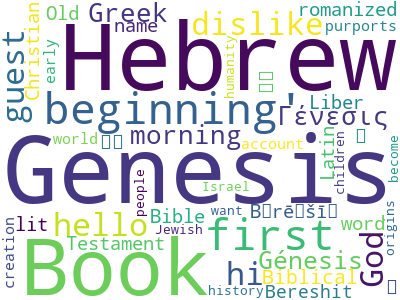 Old
Greek
name
dislike
romanized
purports
Christian
early
guest
Hebrew
humanity
beginning'
Γένεσις
Liber
world
morning
account
Latin
children
Genesis
become
people
Israel
lit
hello
Bible
Testament
first
word
God
origins
creation
Book
hi
Génesis
Biblical
want
Jewish
history
Bereshit